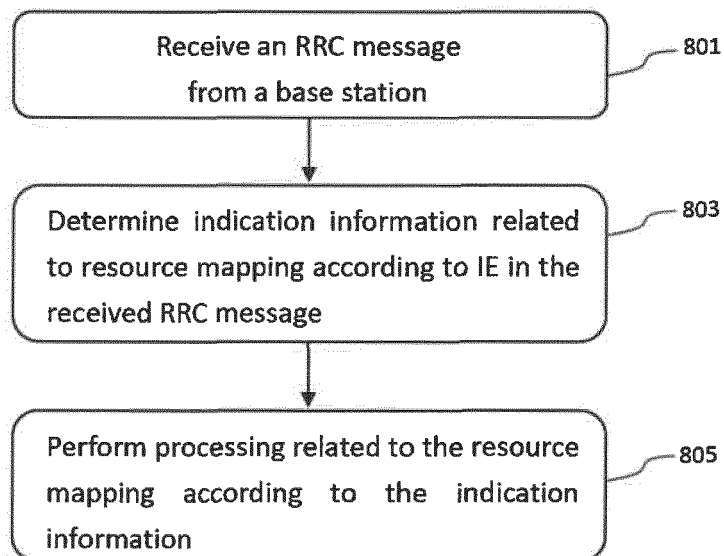 Receive an RRC message
from a base station
801
Determine indication information related
to resource mapping according to IE in the
received RRC message
803
Perform processing related to the resource
mapping according to the indication
information
805